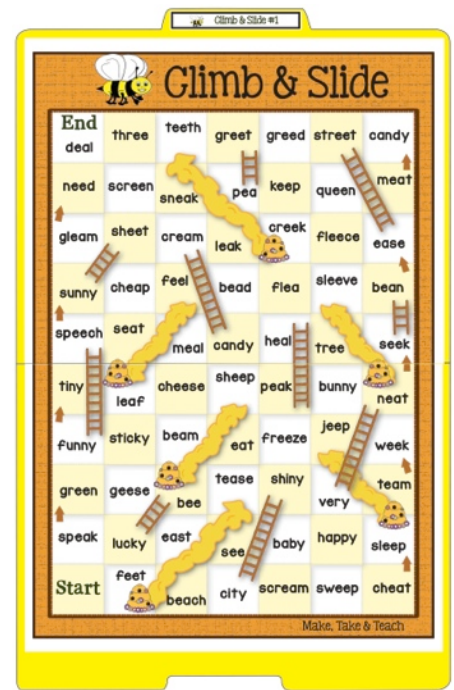 Climb & Slide #1
Climb & Slide
End
deal three teeth greet greed street candy
need screen sneak pea keep queen meat
gleam sheet cream leak creek fleece ease
sunny cheap feel bead flea sleeve bean
speech seat meal candy heal tree seek
tiny leaf cheese sheep peak bunny neat
funny sticky beam eat freeze jeep week
green geese bee tease shiny very team
speak lucky east see baby happy sleep
Start feet beach city scream sweep cheat
Make, Take & Teach